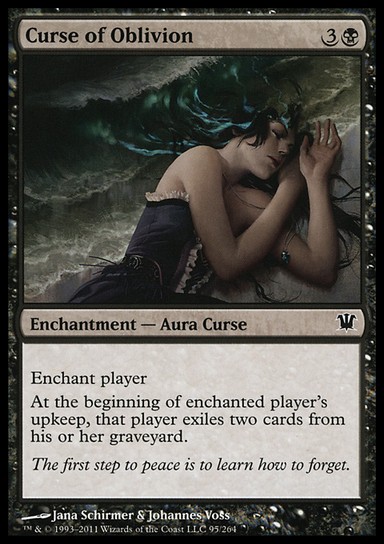 Curse of Oblivion 3
Enchantment — Aura Curse
Enchant player
At the beginning of enchanted player's
upkeep, that player exiles two cards from
his or her graveyard.
The first step to peace is to learn how to forget.
Jana Schirmer & Johannes Voss
™ & © 1993–2011 Wizards of the Coast LLC 95/264